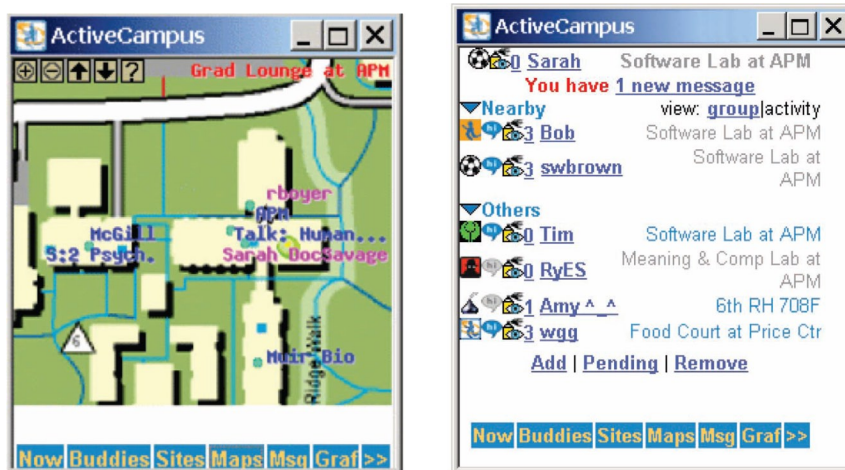 ActiveCampus
Grad Lounge at APM
rboyer
APM
McGill
Talk: Human...
5:2 Psych.
Sarah DocSavage
6
Muir Bio
Ridge Walk
Now Buddies Sites Maps Msg Graf >>
ActiveCampus
0 Sarah Software Lab at APM
You have 1 new message
Nearby view: group|activity
3 Bob Software Lab at APM
3 swbrown Software Lab at
APM
Others
0 Tim Software Lab at APM
0 RyES Meaning & Comp Lab at
APM
1 Amy ^_^ 6th RH 708F
3 wgg Food Court at Price Ctr
Add | Pending | Remove
Now Buddies Sites Maps Msg Graf >>